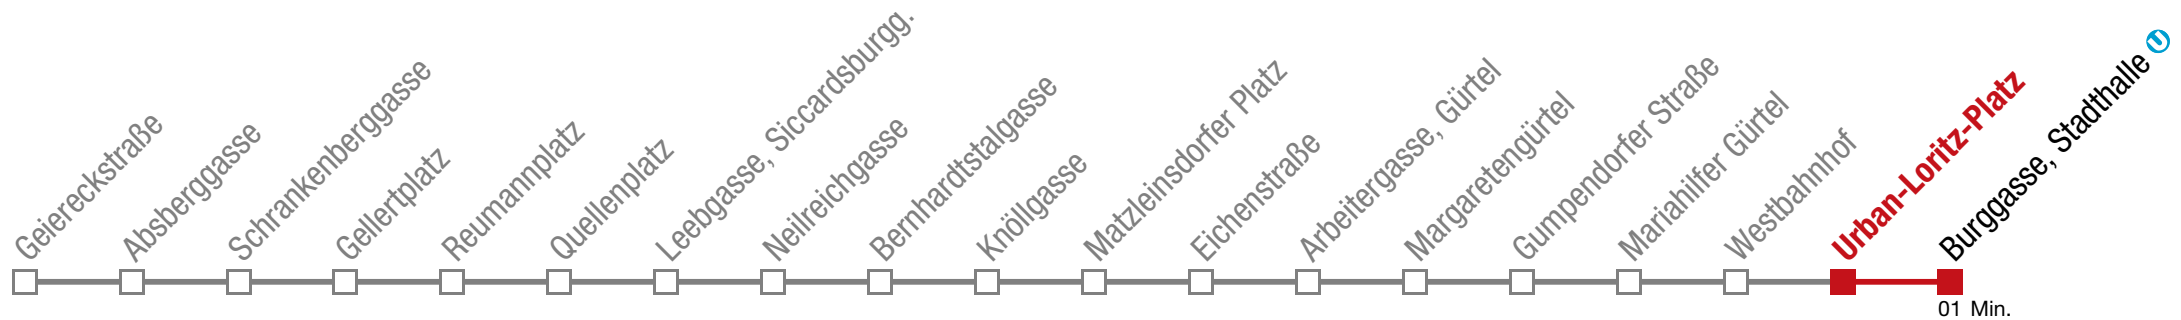 Geiereckstraße
Absberggasse
Schrankenberggasse
Gellertplatz
Reumannplatz
Quellenplatz
Leebgasse, Siccardsburgg.
Neilreichgasse
Bernhardtstalgasse
Knöllgasse
Matzleinsdorfer Platz
Eichenstraße
Arbeitergasse, Gürtel
Margaretengürtel
Gumpendorfer Straße
Mariahilfer Gürtel
Westbahnhof
Urban-Loritz-Platz
Burggasse, Stadthalle U
01 Min.